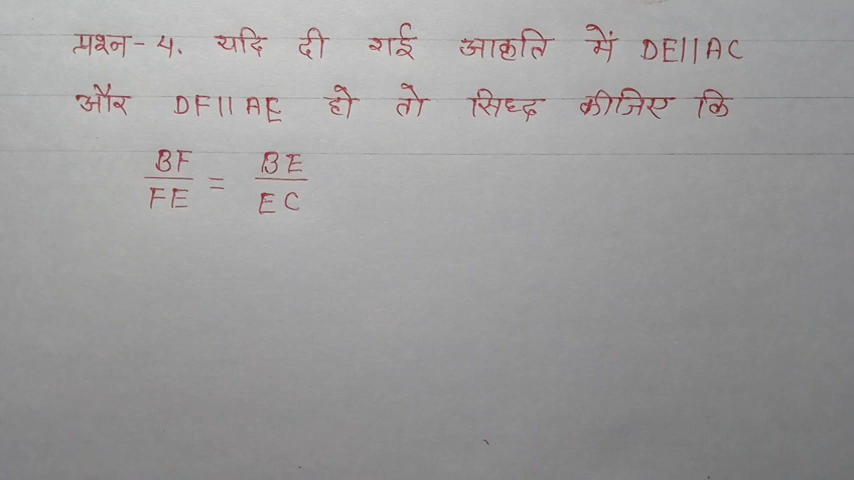 प्रश्न-4. यदि दी गई आकृति में DE||AC
और DF||AE हो तो सिध्द कीजिए कि
BF/FE = BE/EC